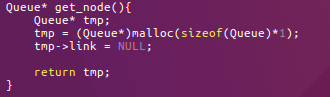 Queue* get_node(){
Queue* tmp;
tmp = (Queue*)malloc(sizeof(Queue)*1);
tmp->link = NULL;
return tmp;
}